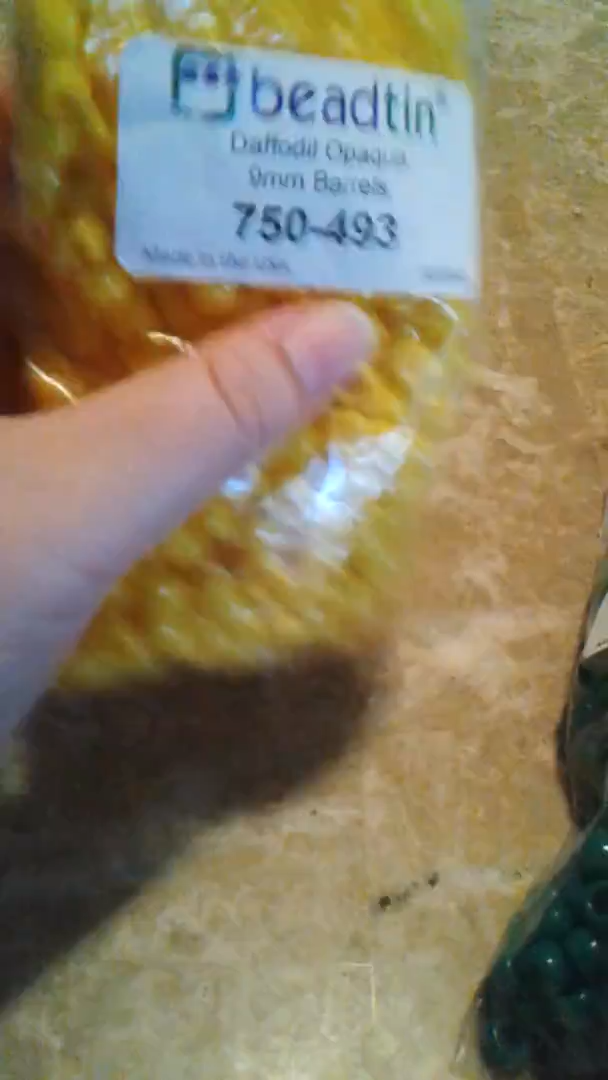 beadtin
Daffodil Opaque
9mm Barrels
750-493
Made in the USA